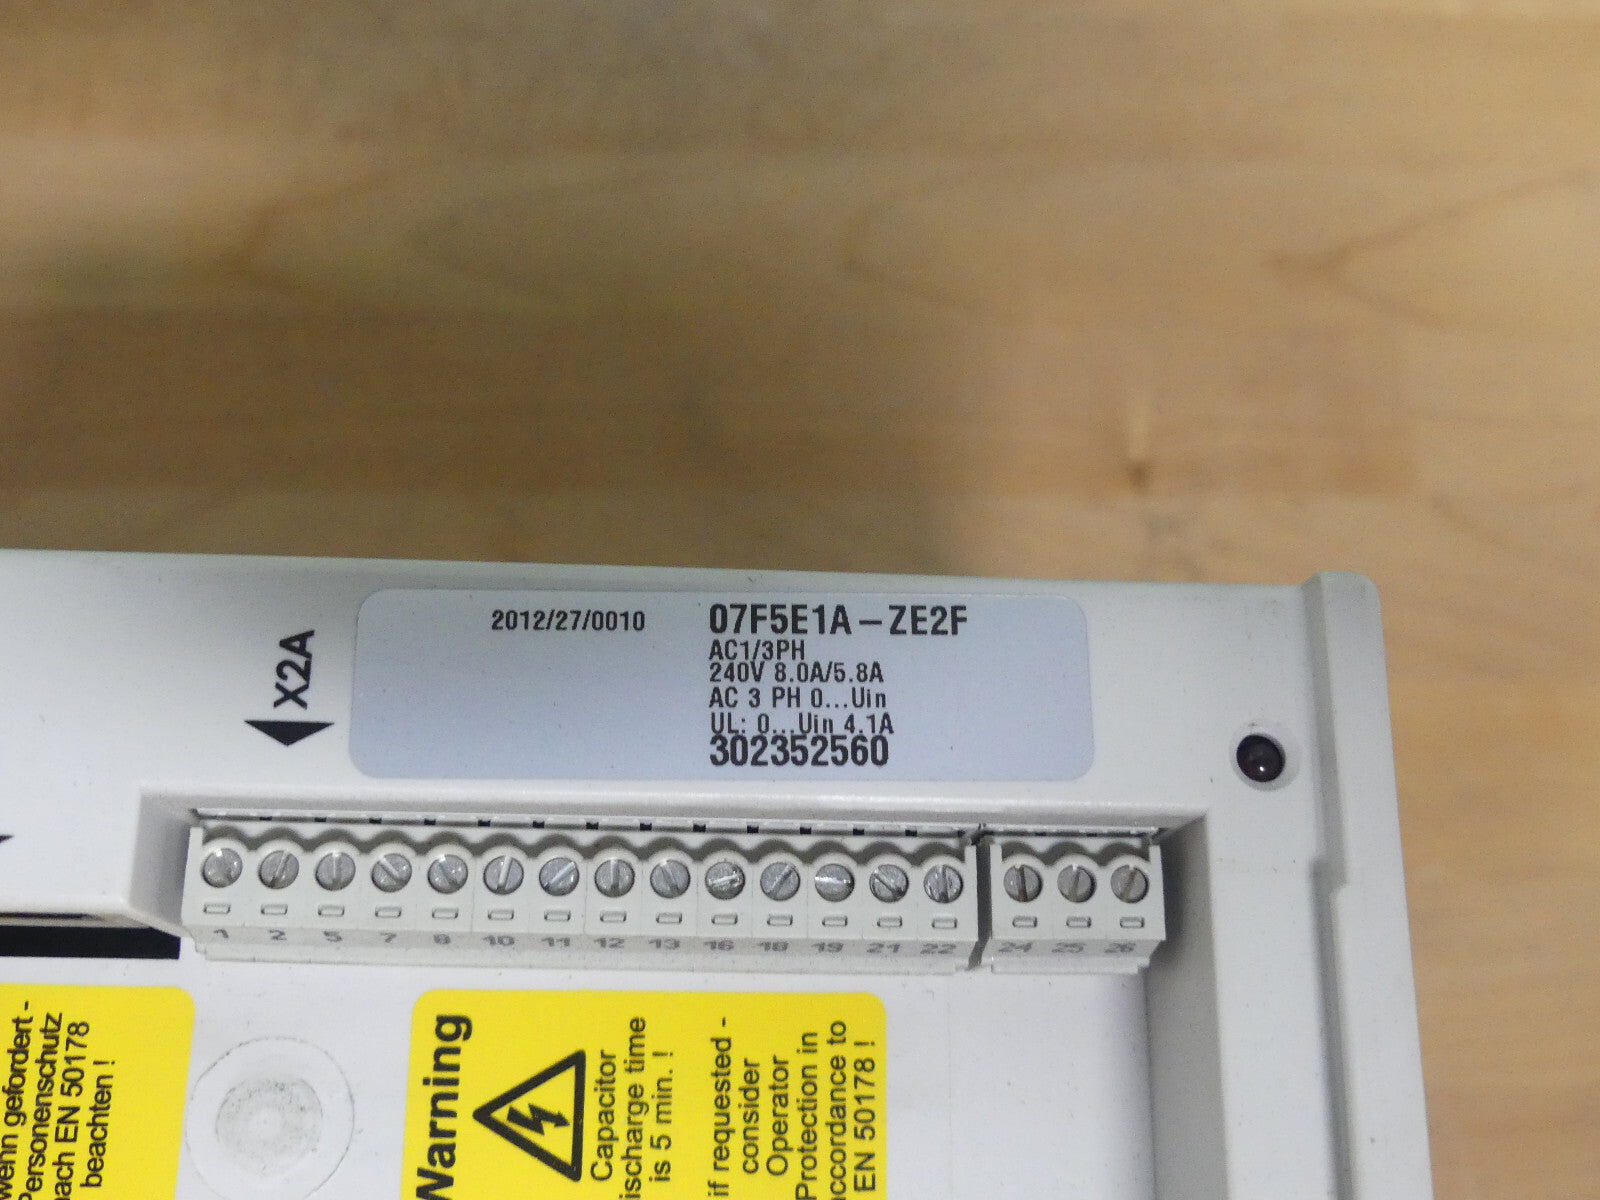 2012/27/0010 07F5E1A-ZE2F
AC1/3PH
240V 8.0A/5.8A
AC 3 PH 0...Uin
UL: 0...Uin 4.1A
302352560
X2A
1 2 5 7 8 10 11 12 13 16 18 19 21 22 24 25 26
wenn gefordert -
Personenschutz
nach EN 50178
beachten !
Warning
Capacitor
ischarge time
is 5 min. !
if requested -
consider
Operator
Protection in
accordance to
EN 50178 !